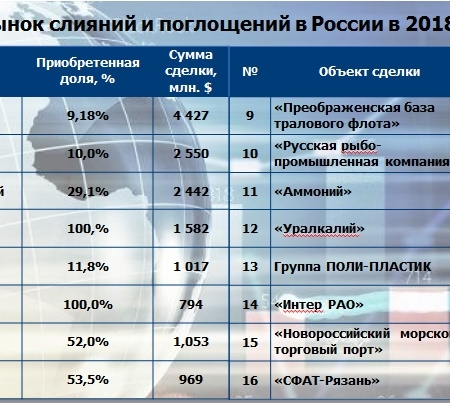 ынок слияний и поглощений в России в 2018
Приобретенная доля, %
Сумма сделки, млн. $
№
Объект сделки
9,18%
4 427
9
«Преображенская база
тралового флота»
10,0%
2 550
10
«Русская рыбо-
промышленная компания
й
29,1%
2 442
11
«Аммоний»
100,%
1 582
12
«Уралкалий»
11,8%
1 017
13
Группа ПОЛИ-ПЛАСТИК
100,0%
794
14
«Интер РАО»
52,0%
1,053
15
«Новороссийский морской
торговый порт»
53,5%
969
16
«СФАТ-Рязань»